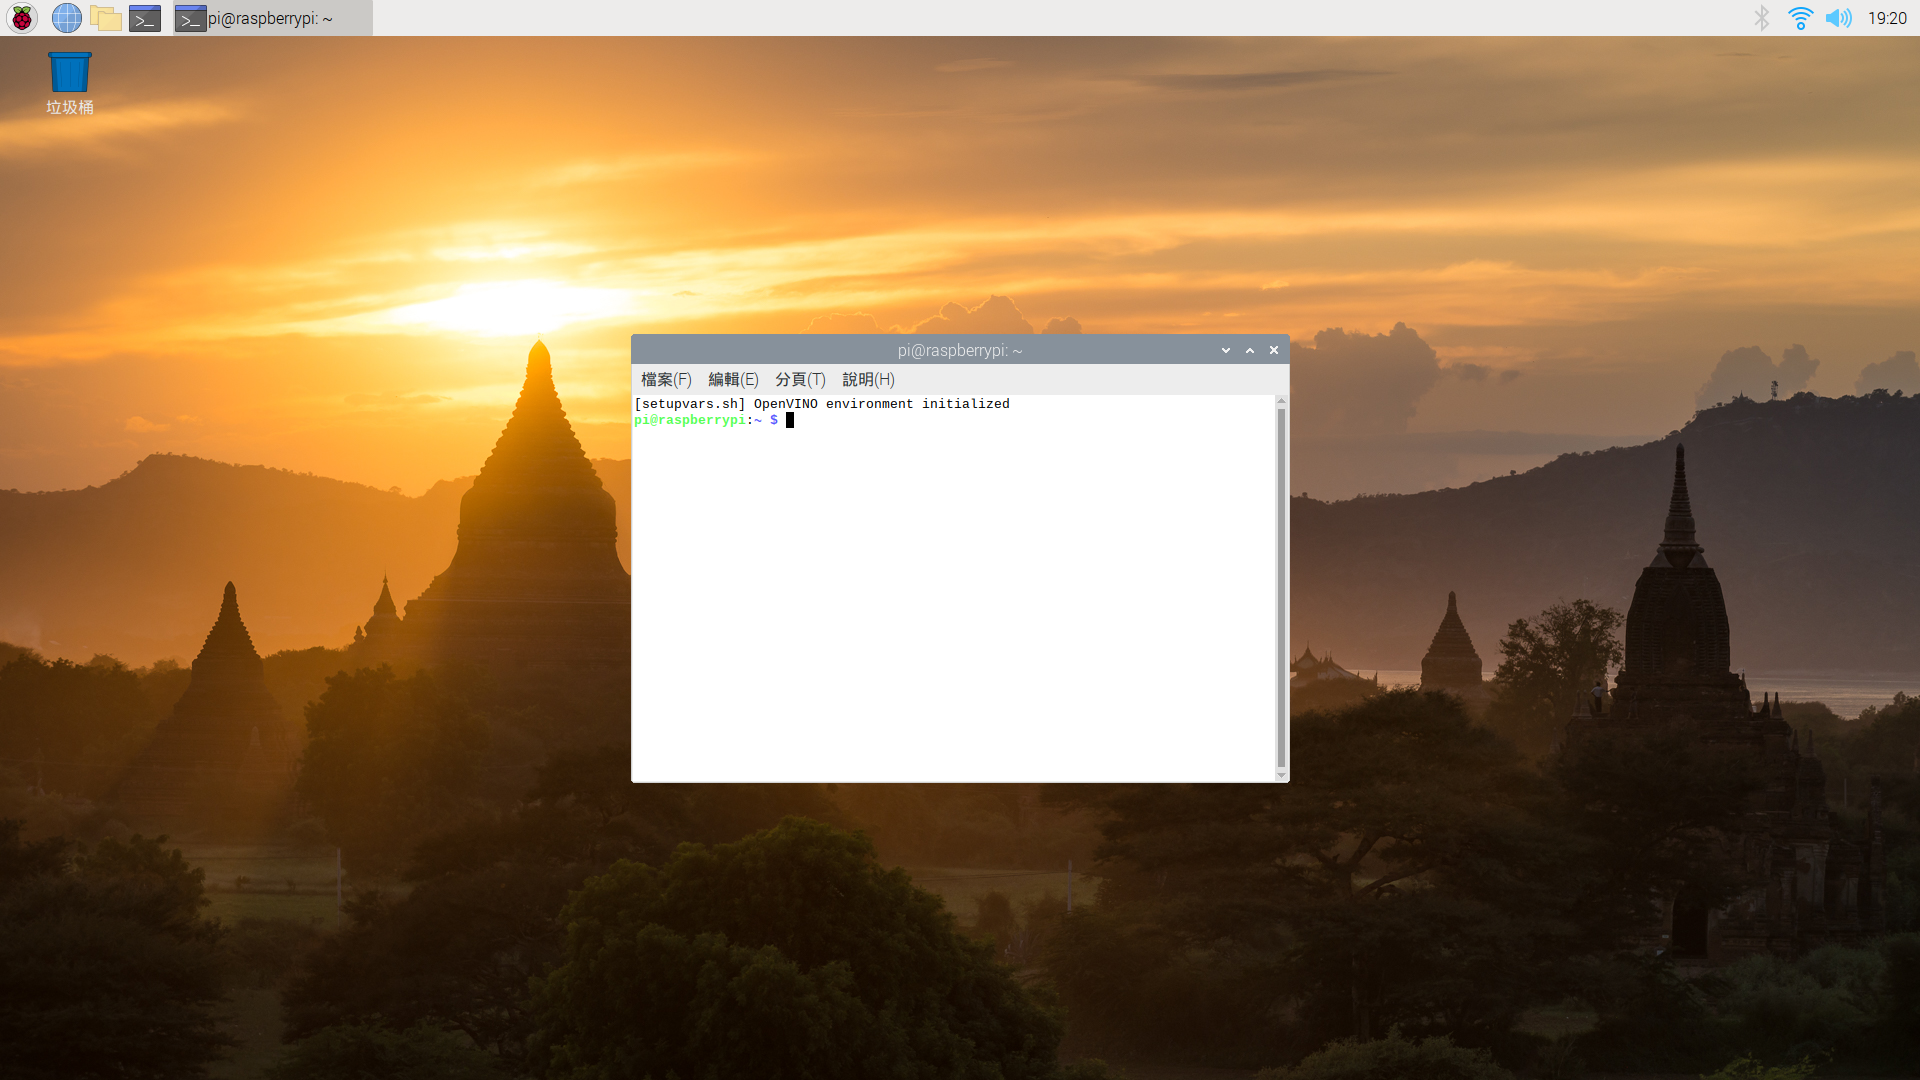 pi@raspberrypi: ~
19:20
垃圾桶
pi@raspberrypi: ~
檔案(F) 編輯(E) 分頁(T) 說明(H)
[setupvars.sh] OpenVINO environment initialized
pi@raspberrypi:~ $